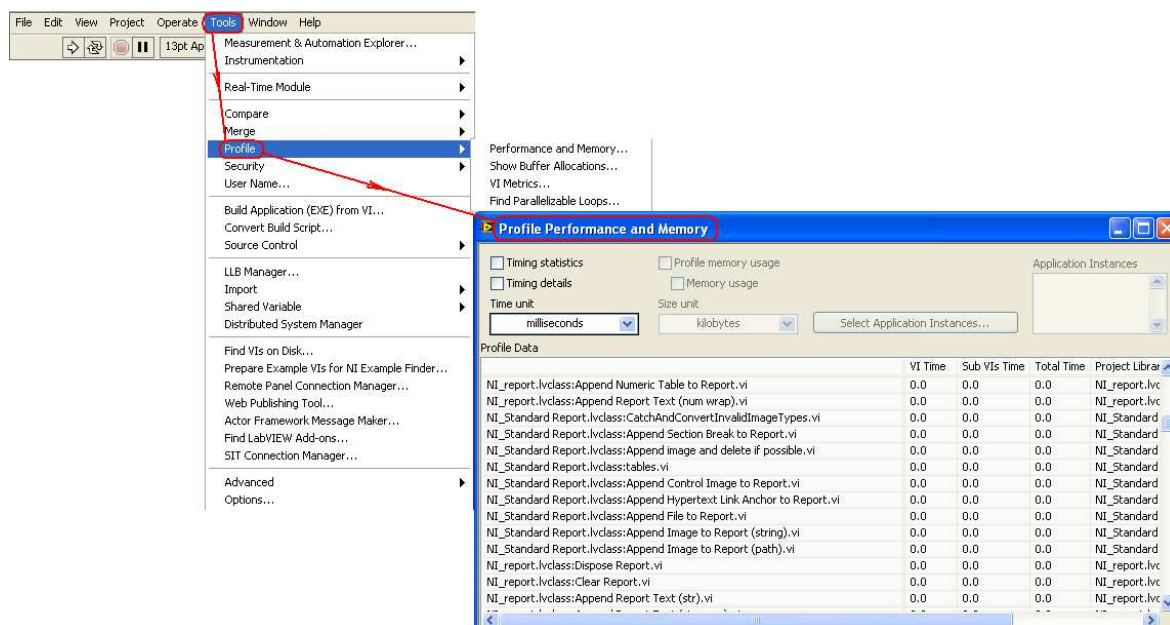 File Edit View Project Operate Tools Window Help
13pt Ap
Measurement & Automation Explorer...
Instrumentation
Real-Time Module
Compare
Merge
Profile
Security
User Name...
Build Application (EXE) from VI...
Convert Build Script...
Source Control
LLB Manager...
Import
Shared Variable
Distributed System Manager
Find VIs on Disk...
Prepare Example VIs for NI Example Finder...
Remote Panel Connection Manager...
Web Publishing Tool...
Actor Framework Message Maker...
Find LabVIEW Add-ons...
SIT Connection Manager...
Advanced
Options...
Performance and Memory...
Show Buffer Allocations...
VI Metrics...
Find Parallelizable Loops...
Profile Performance and Memory
Timing statistics Profile memory usage Application Instances
Timing details Memory usage
Time unit Size unit
milliseconds kilobytes Select Application Instances...
Profile Data
VI Time Sub VIs Time Total Time Project Librar
NI_report.lvclass:Append Numeric Table to Report.vi 0.0 0.0 0.0 NI_report.lvc
NI_report.lvclass:Append Report Text (num wrap).vi 0.0 0.0 0.0 NI_report.lvc
NI_Standard Report.lvclass:CatchAndConvertInvalidImageTypes.vi 0.0 0.0 0.0 NI_Standard
NI_Standard Report.lvclass:Append Section Break to Report.vi 0.0 0.0 0.0 NI_Standard
NI_Standard Report.lvclass:Append image and delete if possible.vi 0.0 0.0 0.0 NI_Standard
NI_Standard Report.lvclass:tables.vi 0.0 0.0 0.0 NI_Standard
NI_Standard Report.lvclass:Append Control Image to Report.vi 0.0 0.0 0.0 NI_Standard
NI_Standard Report.lvclass:Append Hypertext Link Anchor to Report.vi 0.0 0.0 0.0 NI_Standard
NI_Standard Report.lvclass:Append File to Report.vi 0.0 0.0 0.0 NI_Standard
NI_Standard Report.lvclass:Append Image to Report (string).vi 0.0 0.0 0.0 NI_Standard
NI_Standard Report.lvclass:Append Image to Report (path).vi 0.0 0.0 0.0 NI_Standard
NI_report.lvclass:Dispose Report.vi 0.0 0.0 0.0 NI_report.lvc
NI_report.lvclass:Clear Report.vi 0.0 0.0 0.0 NI_report.lvc
NI_report.lvclass:Append Report Text (str).vi 0.0 0.0 0.0 NI_report.lvc